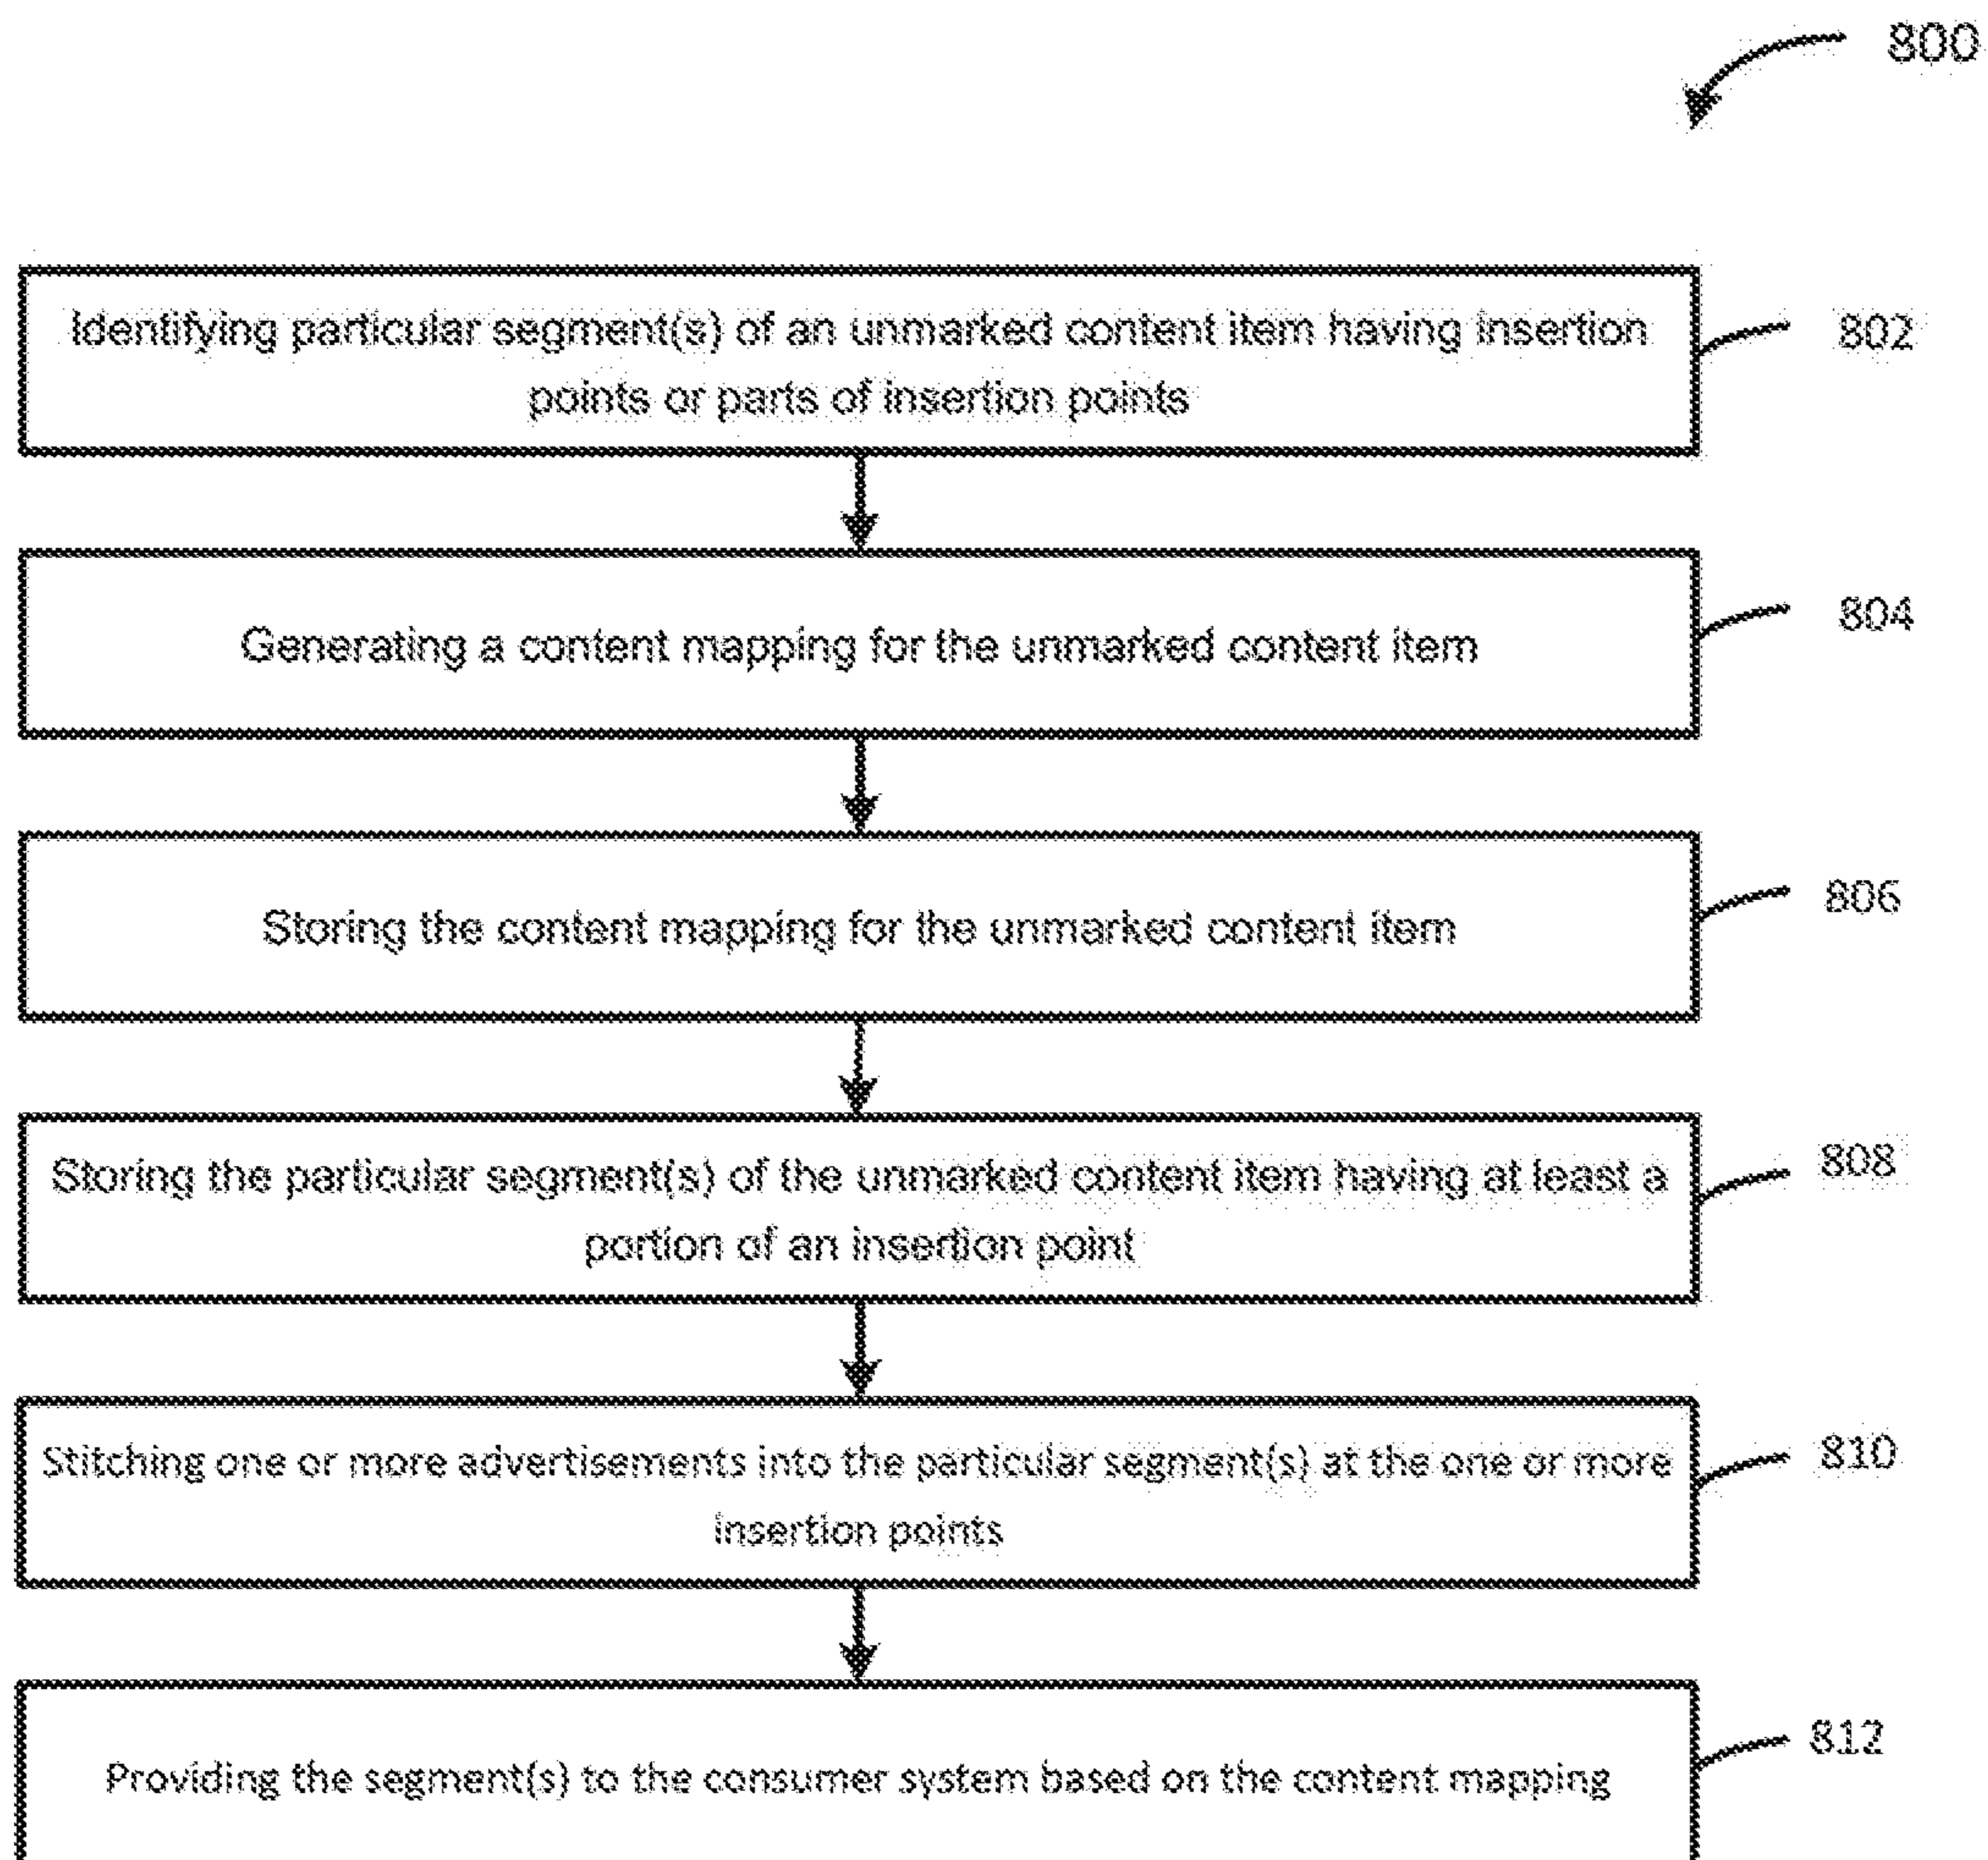 800
Identifying particular segment(s) of an unmarked content item having insertion
points or parts of insertion points
802
Generating a content mapping for the unmarked content item
804
Storing the content mapping for the unmarked content item
806
Storing the particular segment(s) of the unmarked content item having at least a
portion of an insertion point
808
Stitching one or more advertisements into the particular segment(s) at the one or more
insertion points
810
Providing the segment(s) to the consumer system based on the content mapping
812